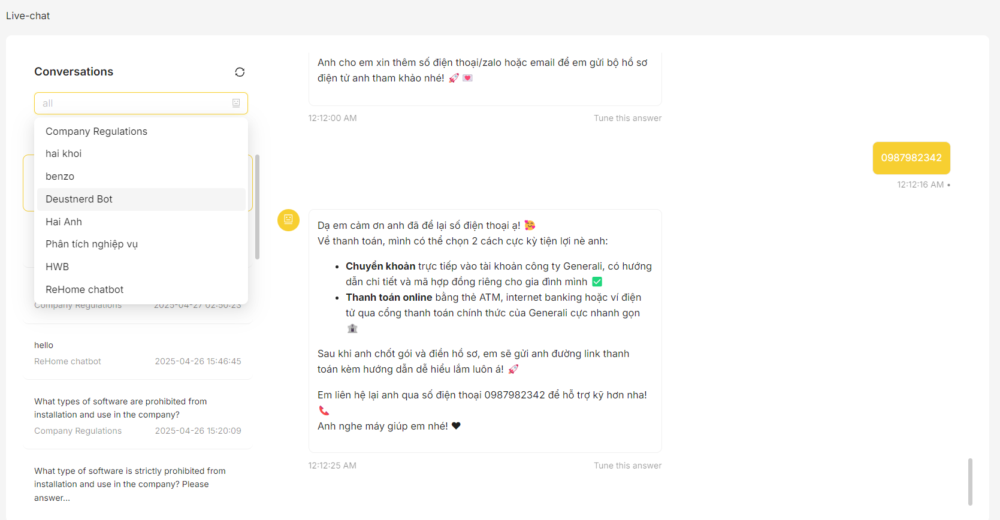 Live-chat
Conversations
all
Company Regulations
hai khoi
benzo
Deustnerd Bot
Hai Anh
Phân tích nghiệp vụ
HWB
ReHome chatbot
Company Regulations 2025-04-27 02:50:23
hello
ReHome chatbot 2025-04-26 15:46:45
What types of software are prohibited from
installation and use in the company?
Company Regulations 2025-04-26 15:20:09
What type of software is strictly prohibited from
installation and use in the company? Please
answer...
Anh cho em xin thêm số điện thoại/zalo hoặc email để em gửi bộ hồ sơ
điện tử anh tham khảo nhé! 🚀 💌
12:12:00 AM Tune this answer
0987982342
12:12:16 AM •
Dạ em cảm ơn anh đã để lại số điện thoại ạ! 🥰
Về thanh toán, mình có thể chọn 2 cách cực kỳ tiện lợi nè anh:
• Chuyển khoản trực tiếp vào tài khoản công ty Generali, có hướng
dẫn chi tiết và mã hợp đồng riêng cho gia đình mình ✅
• Thanh toán online bằng thẻ ATM, internet banking hoặc ví điện
tử qua cổng thanh toán chính thức của Generali cực nhanh gọn
🏦
Sau khi anh chốt gói và điền hồ sơ, em sẽ gửi anh đường link thanh
toán kèm hướng dẫn dễ hiểu lắm luôn á! 🚀
Em liên hệ lại anh qua số điện thoại 0987982342 để hỗ trợ kỹ hơn nha!
📞
Anh nghe máy giúp em nhé! ❤
12:12:25 AM Tune this answer